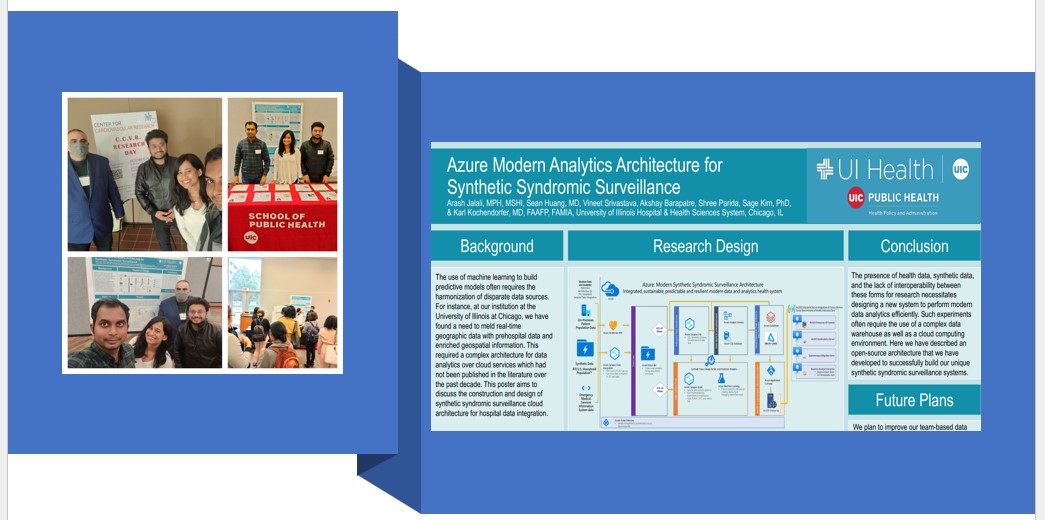 CENTER FOR
CARDIOVASCULAR RESEARCH
C.C.V.R.
RESEARCH
DAY
SCHOOL OF
PUBLIC HEALTH
UIC
Azure Modern Analytics Architecture for
Synthetic Syndromic Surveillance
Arash Jalali, MPH, MSHI, Sean Huang, MD, Vineet Srivastava, Akshay Barapatre, Shree Parida, Sage Kim, PhD,
& Karl Kochendorfer, MD, FAAFP, FAMIA, University of Illinois Hospital & Health Sciences System, Chicago, IL
UI Health
UIC
UIC PUBLIC HEALTH
Health Policy and Administration
Background
The use of machine learning to build
predictive models often requires the
harmonization of disparate data sources.
For instance, at our institution at the
University of Illinois at Chicago, we have
found a need to meld real-time
geographic data with prehospital data and
enriched geospatial information. This
required a complex architecture for data
analytics over cloud services which had
not been published in the literature over
the past decade. This poster aims to
discuss the construction and design of
synthetic syndromic surveillance cloud
architecture for hospital data integration.
Research Design
Azure: Modern Synthetic Syndromic Surveillance Architecture
Integrated, sustainable, predictable and resilient modern data and analytics health system
Synthetic Data
Emergency
Medical
Service
Information
System data
Conclusion
The presence of health data, synthetic data,
and the lack of interoperability between
these forms for research necessitates
designing a new system to perform modern
data analytics efficiently. Such experiments
often require the use of a complex data
warehouse as well as a cloud computing
environment. Here we have described an
open-source architecture that we have
developed to successfully build our unique
synthetic syndromic surveillance systems.
Future Plans
We plan to improve our team-based data